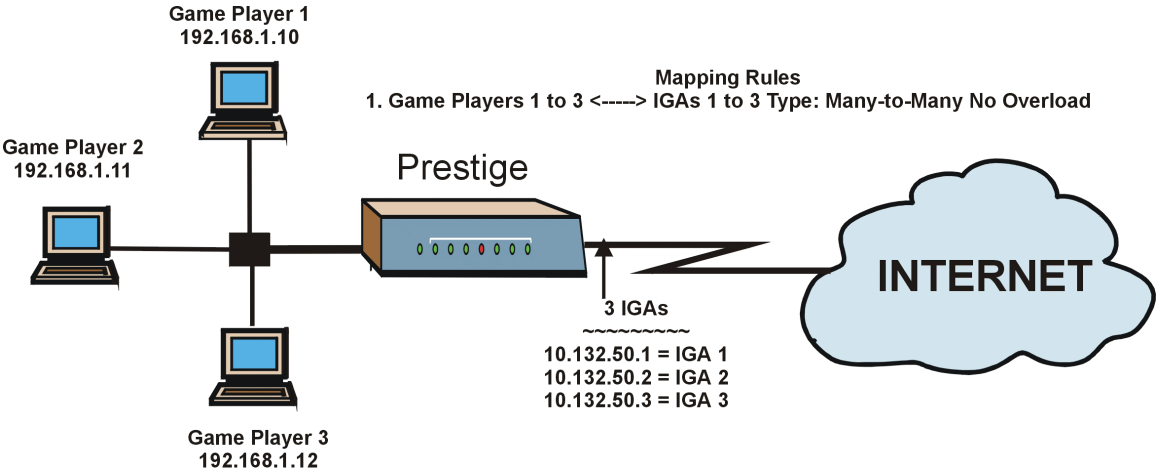 Game Player 1
192.168.1.10
Mapping Rules
1. Game Players 1 to 3 <-----> IGAs 1 to 3 Type: Many-to-Many No Overload
Game Player 2
192.168.1.11
Prestige
INTERNET
3 IGAs
~~~~~~~~~
10.132.50.1 = IGA 1
10.132.50.2 = IGA 2
10.132.50.3 = IGA 3
Game Player 3
192.168.1.12